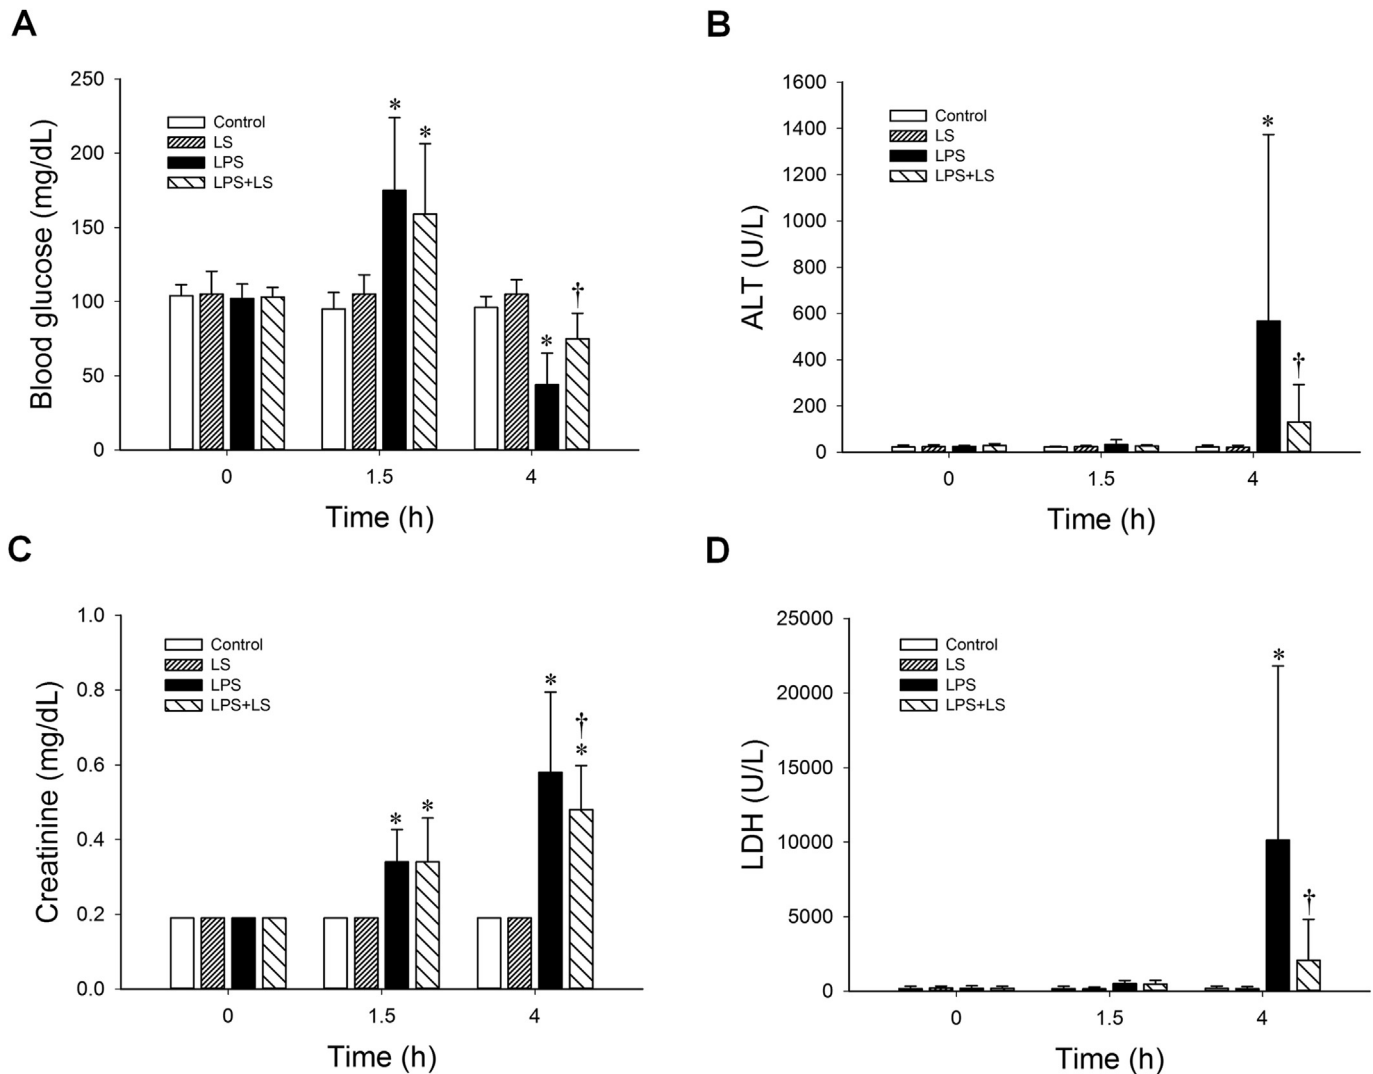 A
Blood glucose (mg/dL)
250
200
150
100
50
0
Control
LS
LPS
LPS+LS
*
*
*
†
0
1.5
4
Time (h)
B
ALT (U/L)
1600
1400
1200
1000
800
600
400
200
0
Control
LS
LPS
LPS+LS
*
†
0
1.5
4
Time (h)
C
Creatinine (mg/dL)
1.0
0.8
0.6
0.4
0.2
0.0
Control
LS
LPS
LPS+LS
*
*
*
†
*
0
1.5
4
Time (h)
D
LDH (U/L)
25000
20000
15000
10000
5000
0
Control
LS
LPS
LPS+LS
*
†
0
1.5
4
Time (h)